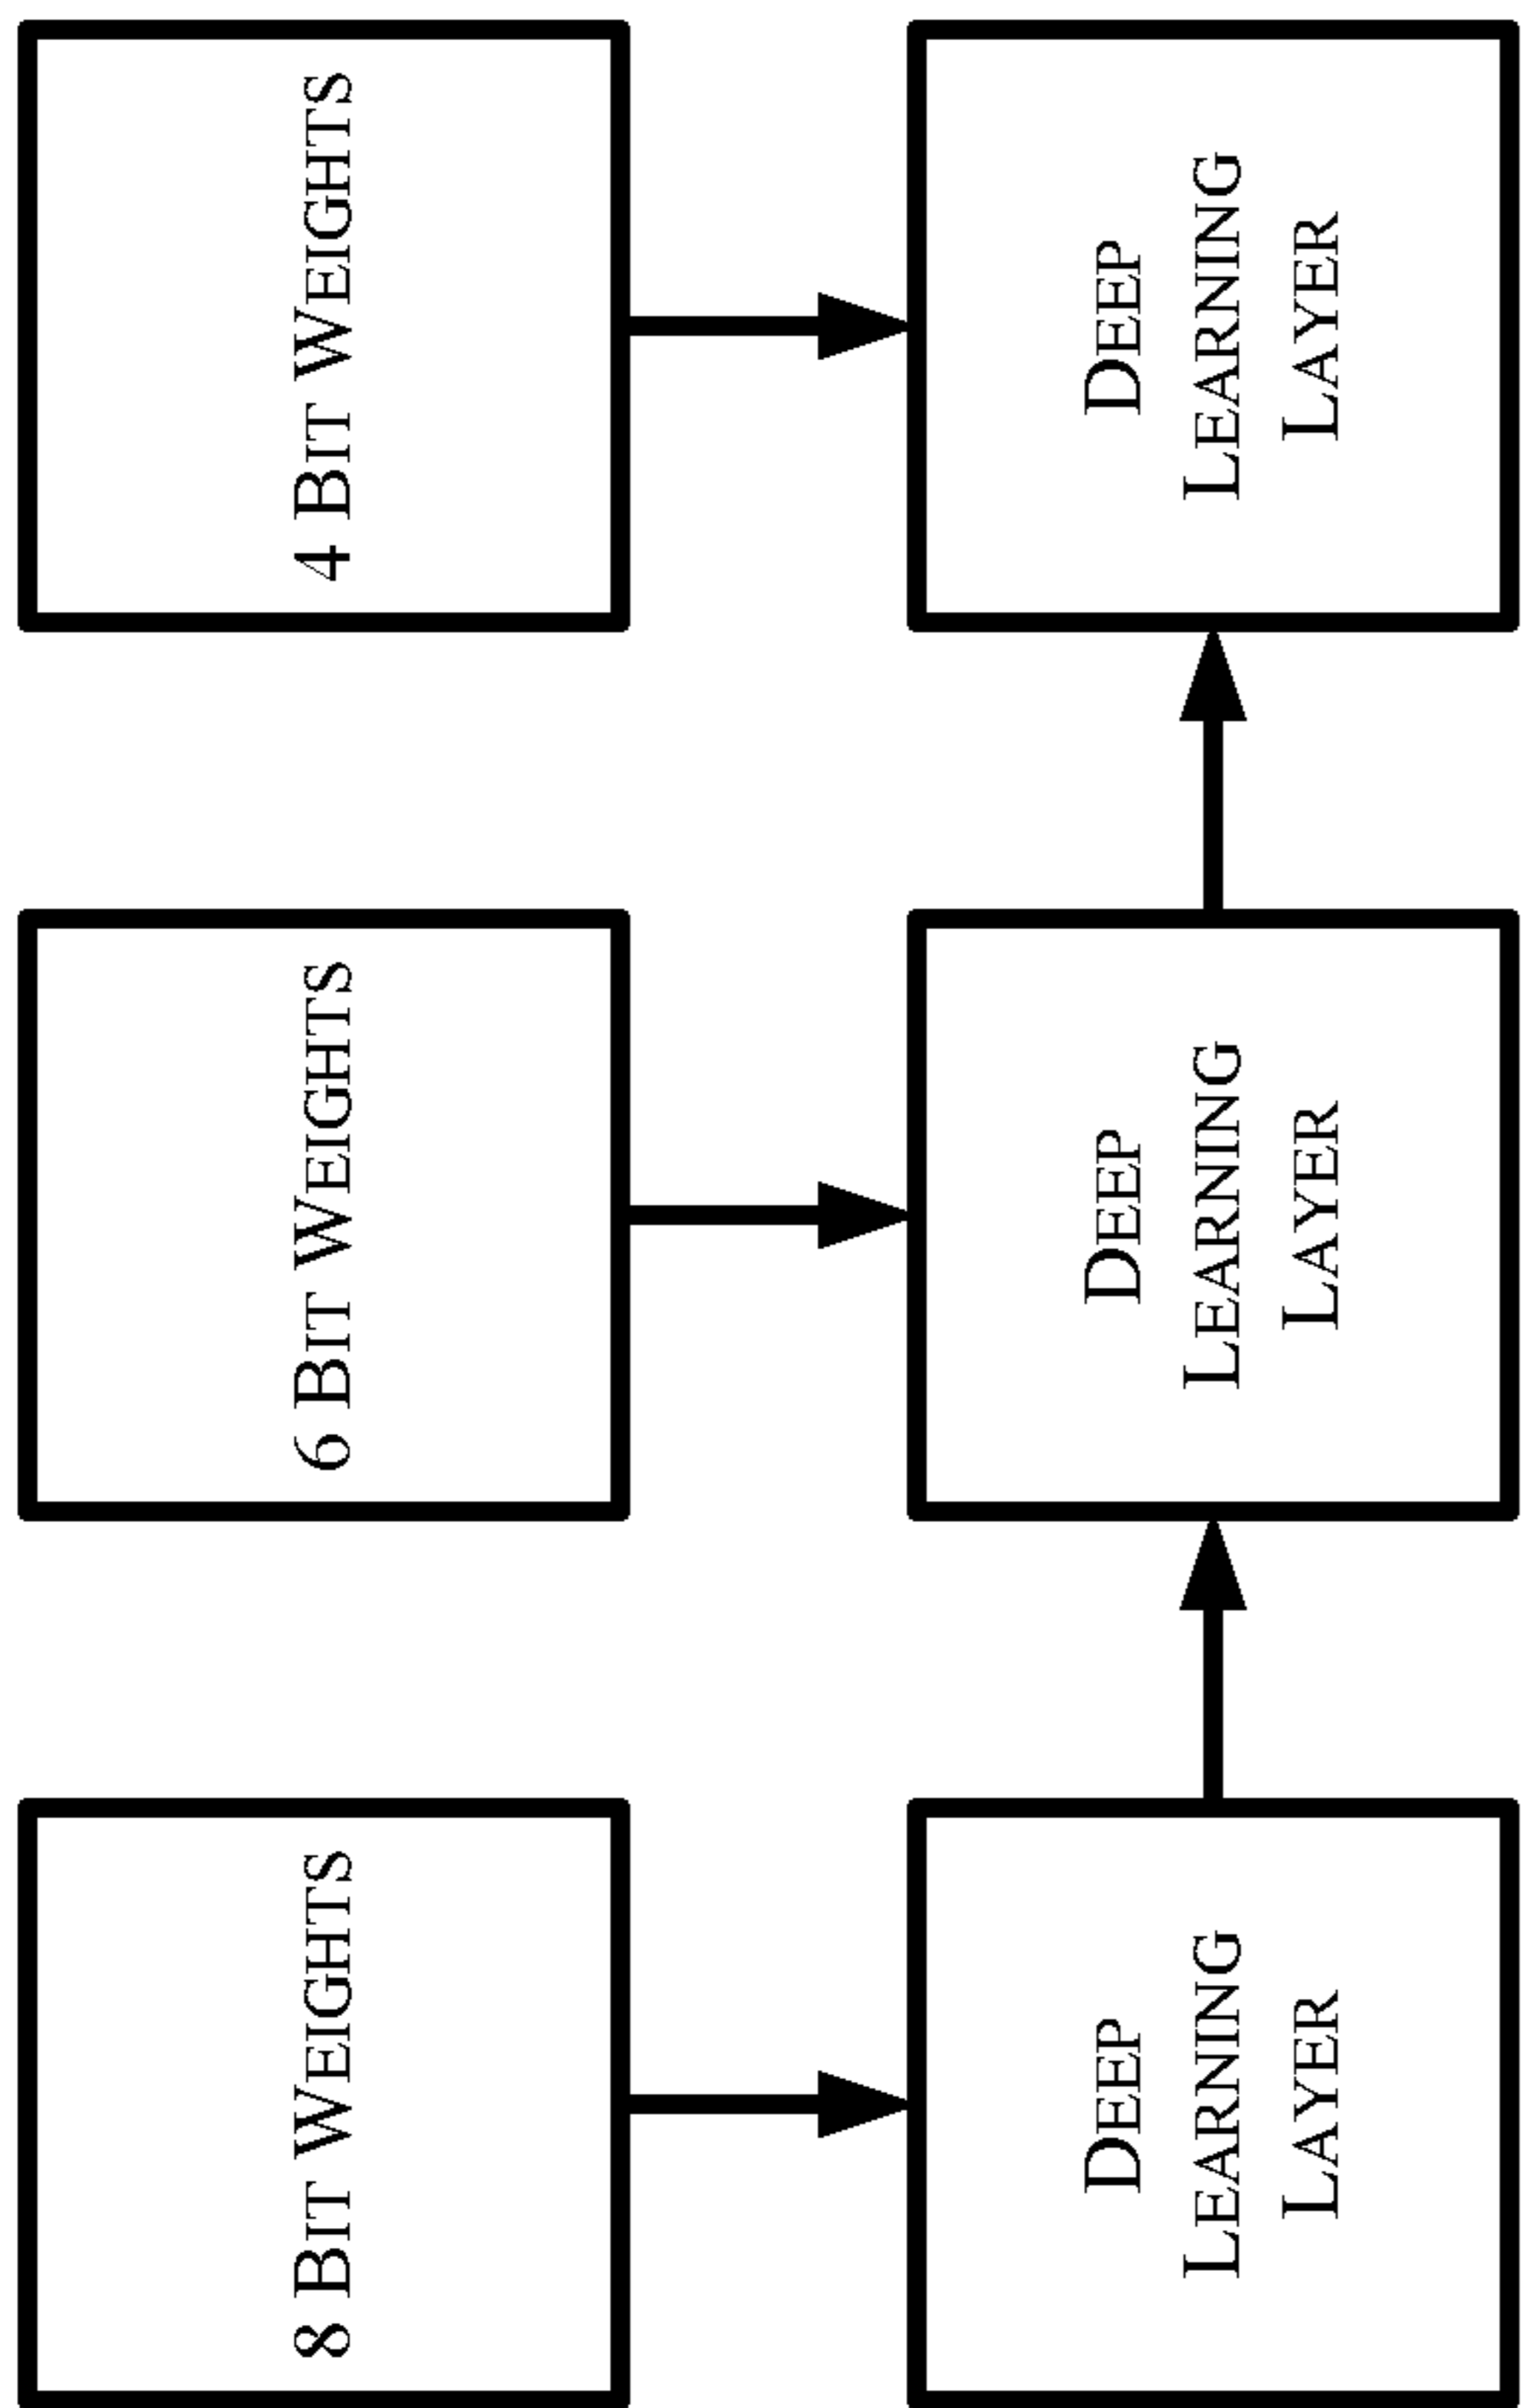 8 BIT WEIGHTS
6 BIT WEIGHTS
4 BIT WEIGHTS
DEEP
LEARNING
LAYER
DEEP
LEARNING
LAYER
DEEP
LEARNING
LAYER